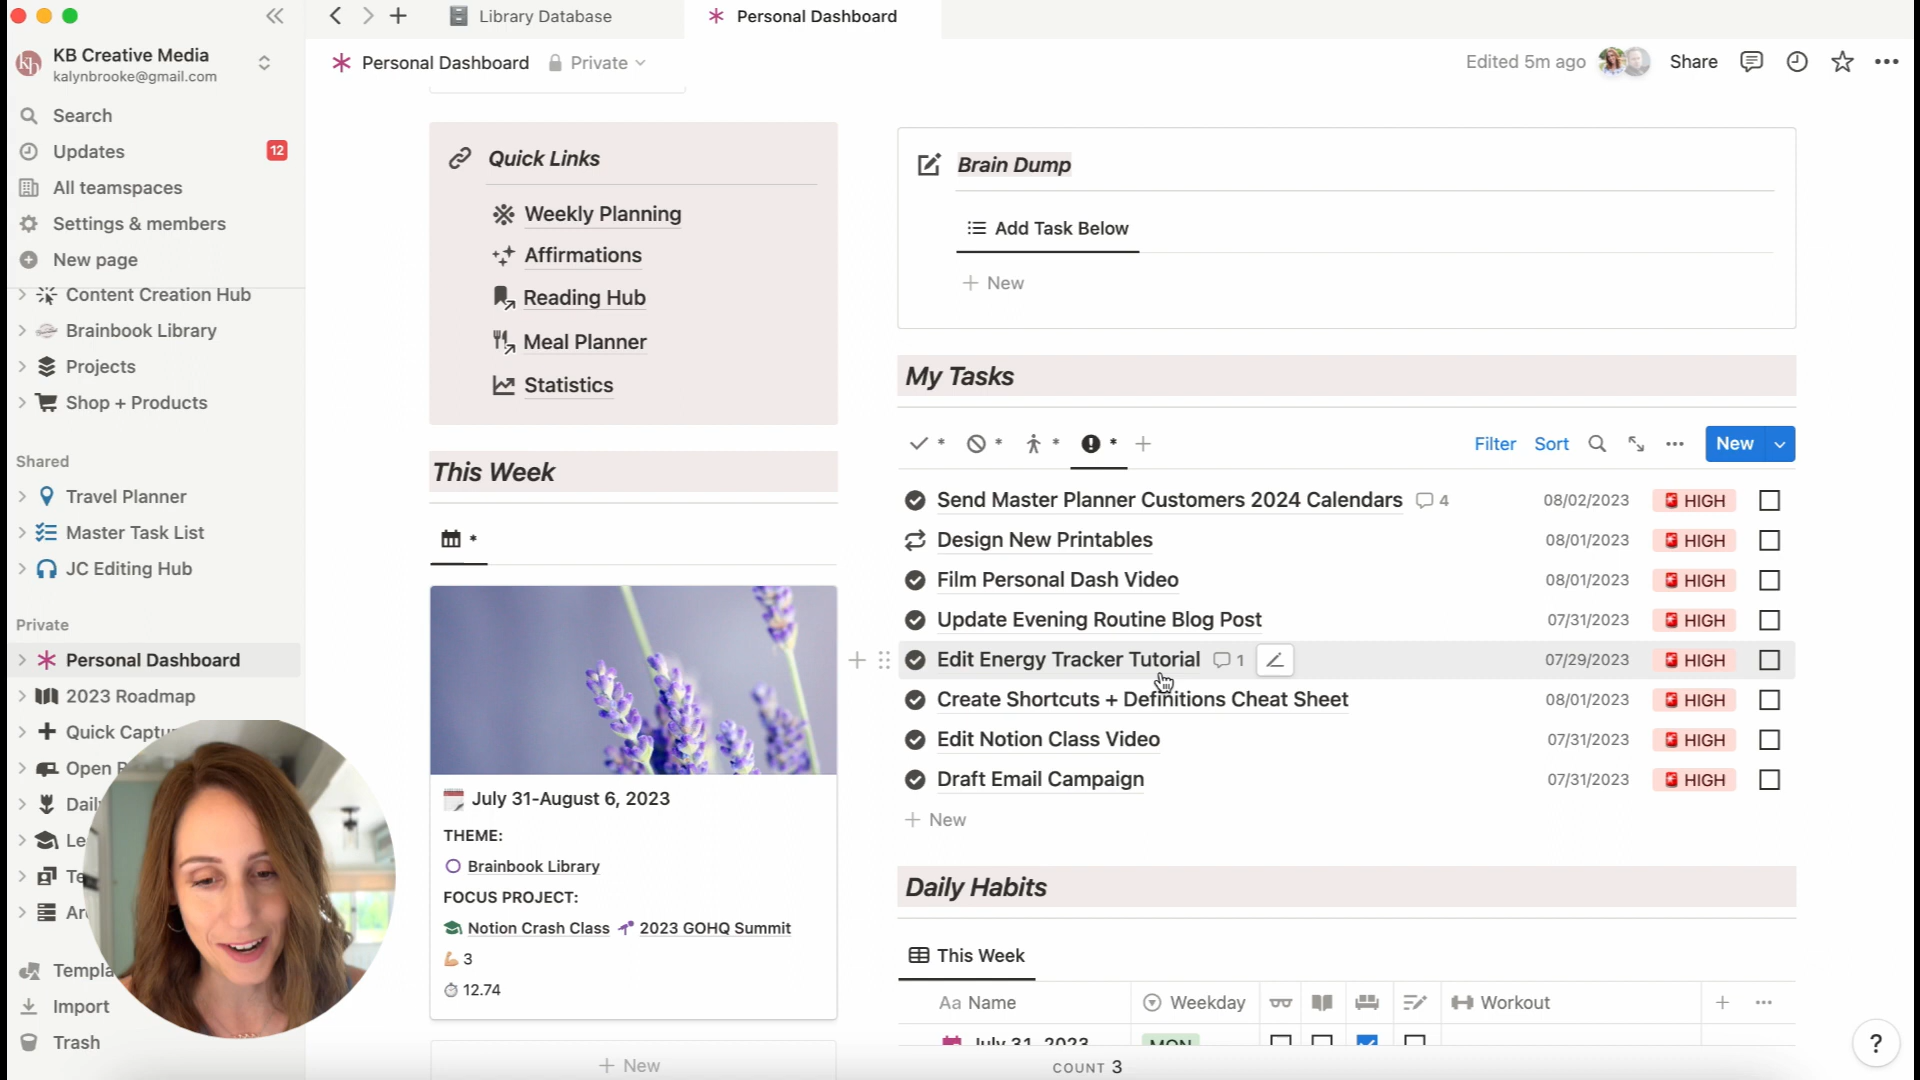 Library Database
Personal Dashboard
KB Creative Media
kalynbrooke@gmail.com
Search
Updates 12
All teamspaces
Settings & members
New page
Content Creation Hub
Brainbook Library
Projects
Shop + Products
Shared
Travel Planner
Master Task List
JC Editing Hub
Private
Personal Dashboard
2023 Roadmap
Quick
Open
Import
Trash
Personal Dashboard Private
Edited 5m ago Share
Quick Links
Weekly Planning
Affirmations
Reading Hub
Meal Planner
Statistics
This Week
*
July 31-August 6, 2023
THEME:
Brainbook Library
FOCUS PROJECT:
Notion Crash Class 2023 GOHQ Summit
3
12.74
+ New
Brain Dump
Add Task Below
+ New
My Tasks
* * * * +
Filter Sort New
Send Master Planner Customers 2024 Calendars 4 08/02/2023 HIGH
Design New Printables 08/01/2023 HIGH
Film Personal Dash Video 08/01/2023 HIGH
Update Evening Routine Blog Post 07/31/2023 HIGH
Edit Energy Tracker Tutorial 1 07/29/2023 HIGH
Create Shortcuts + Definitions Cheat Sheet 08/01/2023 HIGH
Edit Notion Class Video 07/31/2023 HIGH
Draft Email Campaign 07/31/2023 HIGH
+ New
Daily Habits
This Week
Aa Name Weekday Workout
July 31, 2023 MON
COUNT 3
?